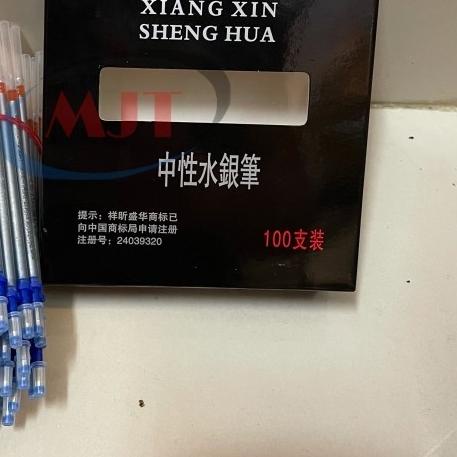 XIANG XIN
SHENG HUA
MJT
中性水銀筆
提示：祥昕盛华商标已
向中国商标局申请注册
注册号：24039320
100支装